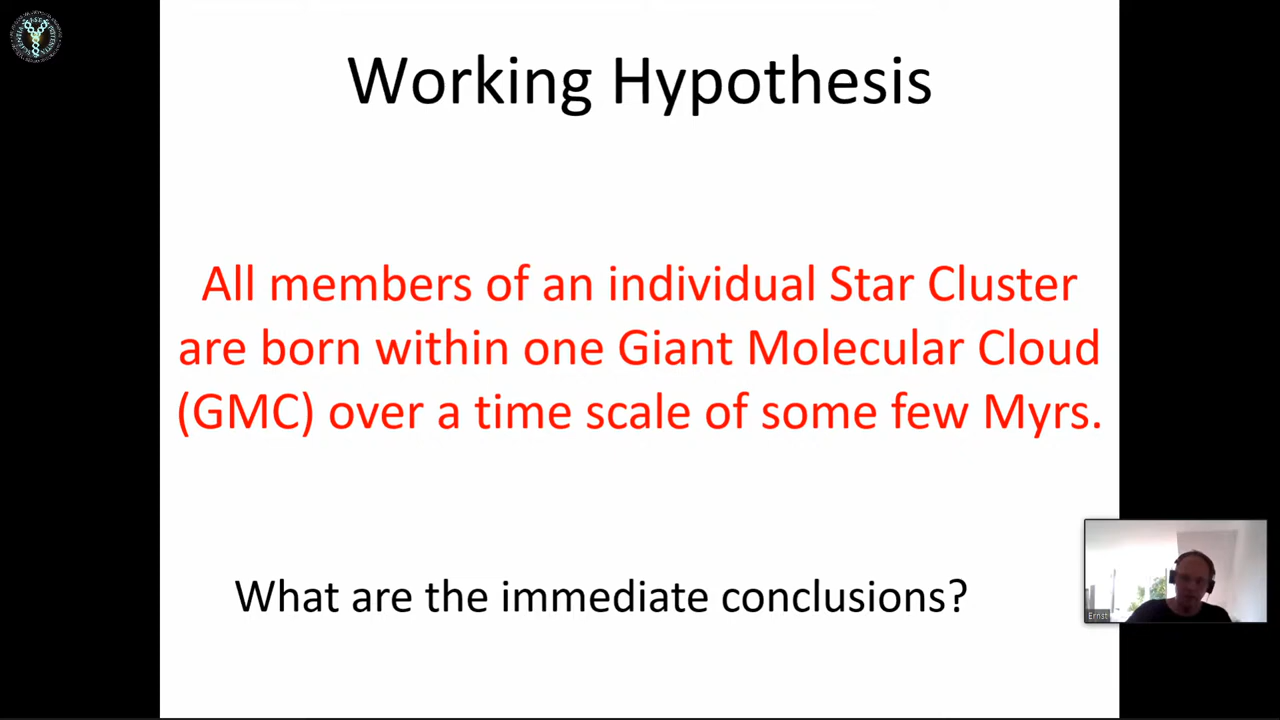 Working Hypothesis
All members of an individual Star Cluster
are born within one Giant Molecular Cloud
(GMC) over a time scale of some few Myrs.
What are the immediate conclusions?
Ernst